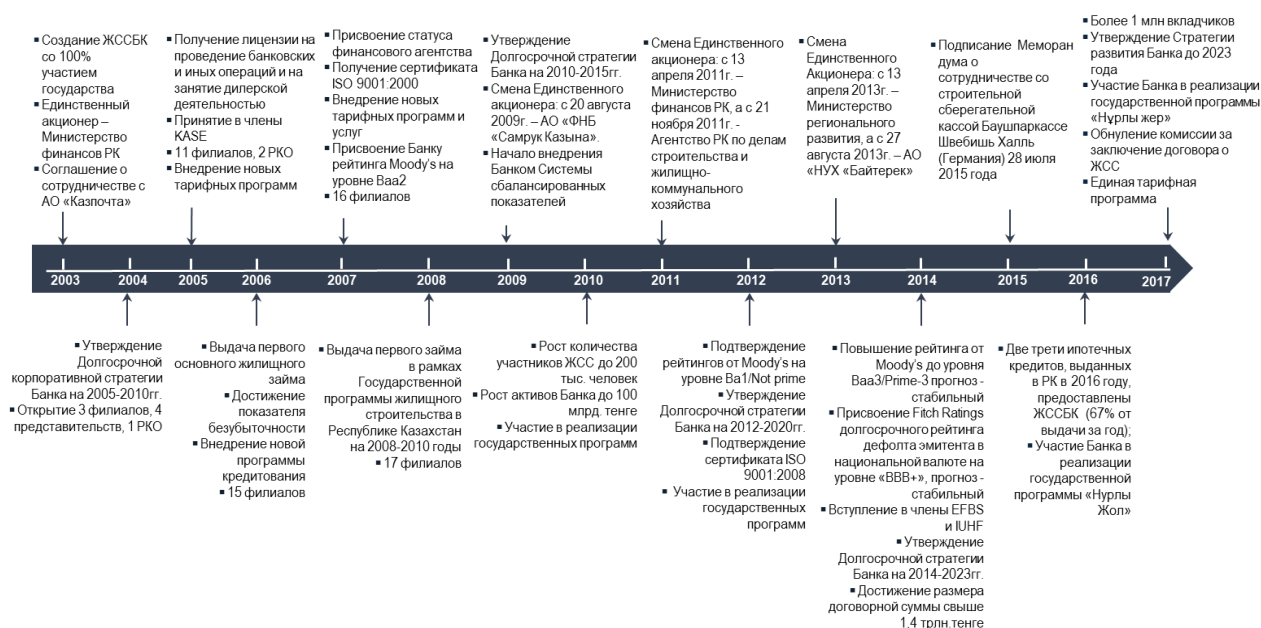 ▪ Создание ЖССБК
со 100%
участием
государства
▪ Единственный
акционер –
Министерство
финансов РК
▪ Соглашение о
сотрудничестве с
АО «Казпочта»
▪ Получение лицензии на
проведение банковских
и иных операций и на
занятие дилерской
деятельностью
▪ Принятие в члены
KASE
▪ 11 филиалов, 2 РКО
▪ Внедрение новых
тарифных программ
▪ Присвоение статуса
финансового агентства
▪ Получение сертификата
ISO 9001:2000
▪ Внедрение новых
тарифных программ и
услуг
▪ Присвоение Банку
рейтинга Moody's на
уровне Baa2
▪ 16 филиалов
▪ Утверждение
Долгосрочной стратегии
Банка на 2010-2015гг.
▪ Смена Единственного
акционера: с 20 августа
2009г. – АО «ФНБ
«Самрук Казына».
▪ Начало внедрения
Банком Системы
сбалансированных
показателей
▪ Смена Единственного
акционера: с 13
апреля 2011г. –
Министерство
финансов РК, а с 21
ноября 2011г. -
Агентство РК по делам
строительства и
жилищно-
коммунального
хозяйства
▪ Смена
Единственного
Акционера: с 13
апреля 2013г. –
Министерство
регионального
развития, а с 27
августа 2013г. – АО
«НУХ «Байтерек»
▪ Подписание Меморан
дума о
сотрудничестве со
строительной
сберегательной
кассой Баушпаркассе
Швебишь Халль
(Германия) 28 июля
2015 года
▪ Более 1 млн вкладчиков
▪ Утверждение Стратегии
развития Банка до 2023
года
▪ Участие Банка в реализации
государственной программы
«Нұрлы жер»
▪ Обнуление комиссии за
заключение договора о
ЖСС
▪ Единая тарифная
программа
2003 2004 2005 2006 2007 2008 2009 2010 2011 2012 2013 2014 2015 2016 2017
▪ Утверждение
Долгосрочной
корпоративной стратегии
Банка на 2005-2010гг.
▪ Открытие 3 филиалов, 4
представительств, 1 РКО
▪ Выдача первого
основного жилищного
займа
▪ Достижение
показателя
безубыточности
▪ Внедрение новой
программы
кредитования
▪ 15 филиалов
▪ Выдача первого займа
в рамках
Государственной
программы жилищного
строительства в
Республике Казахстан
на 2008-2010 годы
▪ 17 филиалов
▪ Рост количества
участников ЖСС до 200
тыс. человек
▪ Рост активов Банка до 100
млрд. тенге
▪ Участие в реализации
государственных программ
▪ Подтверждение
рейтингов от Moody's на
уровне Ba1/Not prime
▪ Утверждение
Долгосрочной стратегии
Банка на 2012-2020гг.
▪ Подтверждение
сертификата ISO
9001:2008
▪ Участие в реализации
государственных
программ
▪ Повышение рейтинга от
Moody's до уровня
Baa3/Prime-3 прогноз -
стабильный
▪ Присвоение Fitch Ratings
долгосрочного рейтинга
дефолта эмитента в
национальной валюте на
уровне «BBB+», прогноз -
стабильный
▪ Вступление в члены EFBS
и IUHF
▪ Утверждение
Долгосрочной стратегии
Банка на 2014-2023гг.
▪ Достижение размера
договорной суммы свыше
1,4 трлн.тенге
▪ Две трети ипотечных
кредитов, выданных
в РК в 2016 году,
предоставлены
ЖССБК (67% от
выдачи за год);
▪ Участие Банка в
реализации
государственной
программы «Нурлы
Жол»